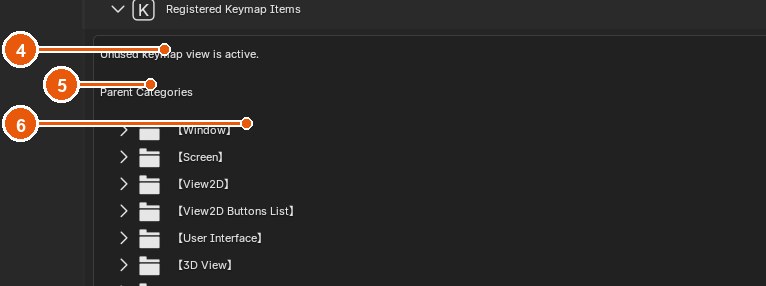 K Registered Keymap Items
4 Unused keymap view is active.
5 Parent Categories
6 【Window】
【Screen】
【View2D】
【View2D Buttons List】
【User Interface】
【3D View】